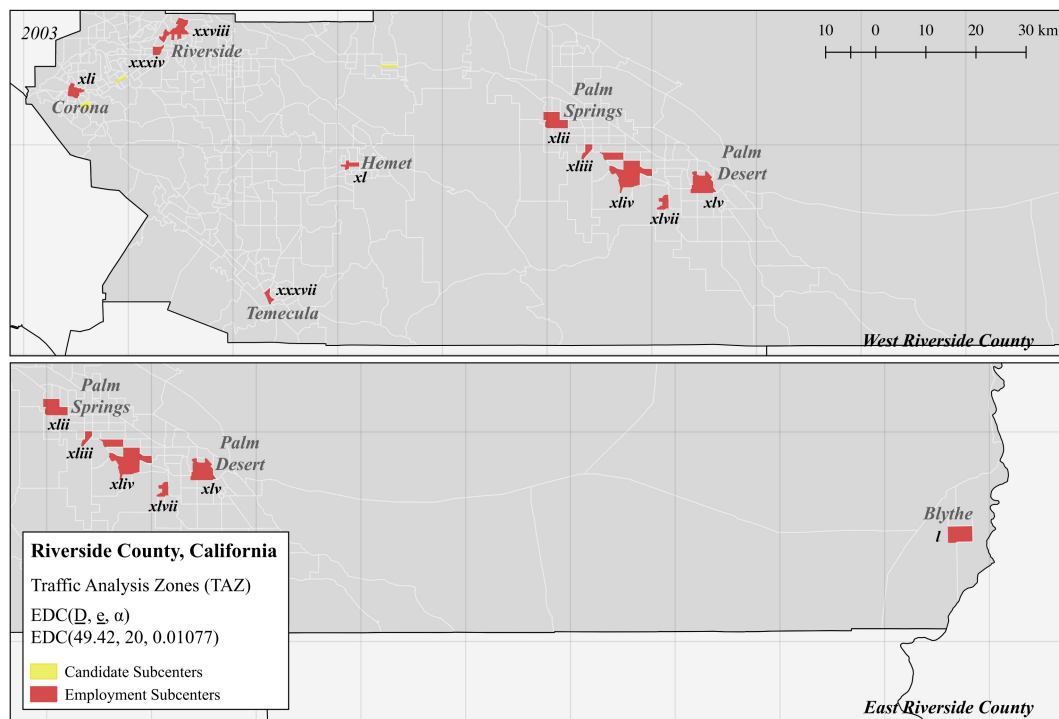 2003
xxviii
Riverside
xxxiv
xli
Corona
10 0 10 20 30 km
Palm
Springs
xlii
xliii
Hemet
xl
Palm
Desert
xliv
xlvii
xlv
xxxvii
Temecula
West Riverside County
Palm
Springs
xlii
xliii
Palm
Desert
xliv
xlv
xlvii
Blythe
l
Riverside County, California
Traffic Analysis Zones (TAZ)
EDC(D, e, α)
EDC(49.42, 20, 0.01077)
Candidate Subcenters
Employment Subcenters
East Riverside County